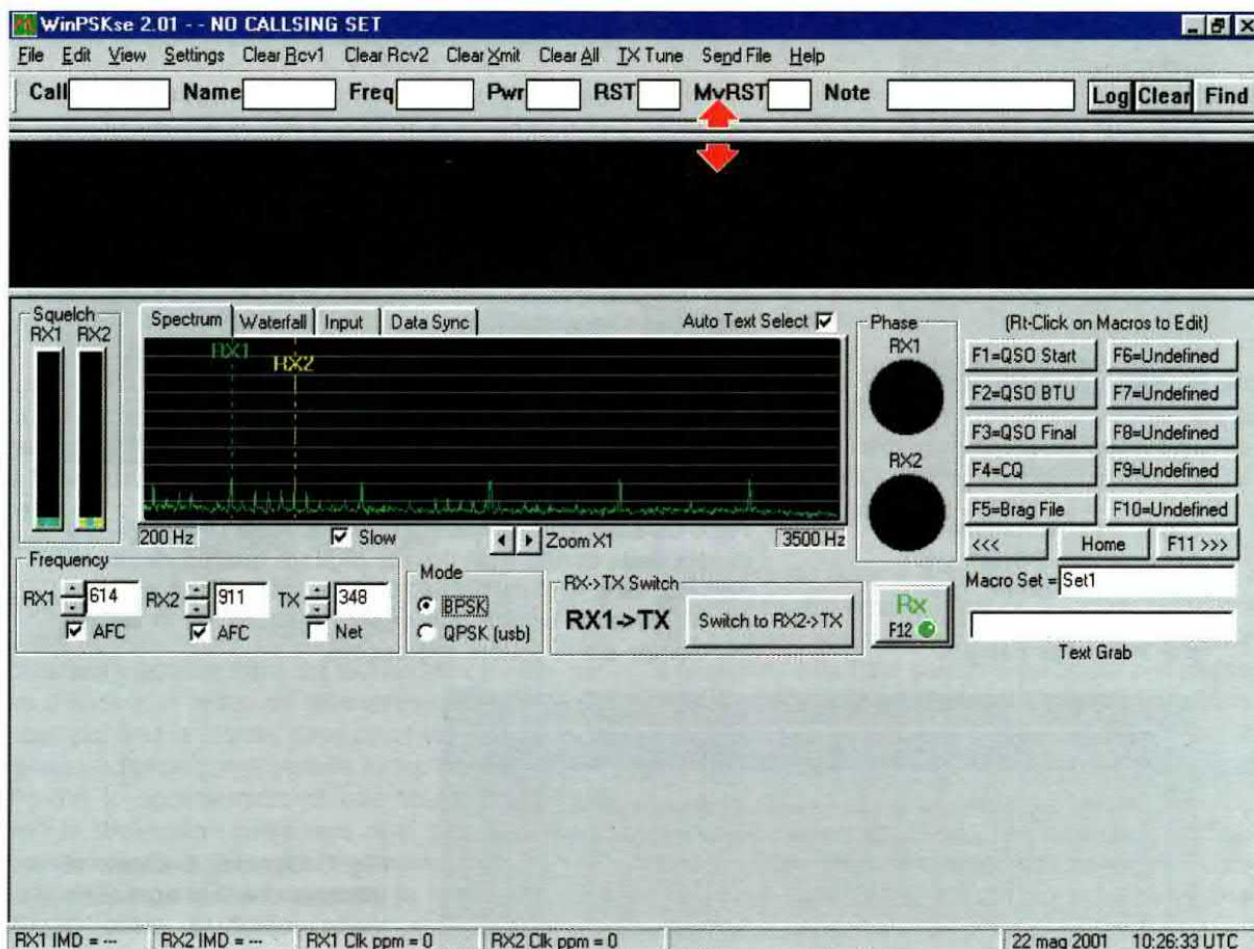 WinPSKse 2.01 - - NO CALLSING SET
File Edit View Settings Clear Rcv1 Clear Rcv2 Clear Xmit Clear All TX Tune Send File Help
Call Name Freq Pwr RST MyRST Note Log Clear Find
Squelch
RX1 RX2
Spectrum Waterfall Input Data Sync Auto Text Select
RX1
RX2
200 Hz Slow Zoom X1 3500 Hz
Phase
RX1
RX2
(Rt-Click on Macros to Edit)
F1=QSO Start F6=Undefined
F2=QSO BTU F7=Undefined
F3=QSO Final F8=Undefined
F4=CQ F9=Undefined
F5=Brag File F10=Undefined
<<< Home F11 >>>
Macro Set = Set1
Text Grab
Frequency
RX1 614 RX2 911 TX 348
AFC AFC Net
Mode
BPSK
QPSK (usb)
RX->TX Switch
RX1->TX Switch to RX2->TX
Rx
F12
RX1 IMD = --- RX2 IMD = --- RX1 Clk ppm = 0 RX2 Clk ppm = 0 22 mag 2001 10:26:33 UTC